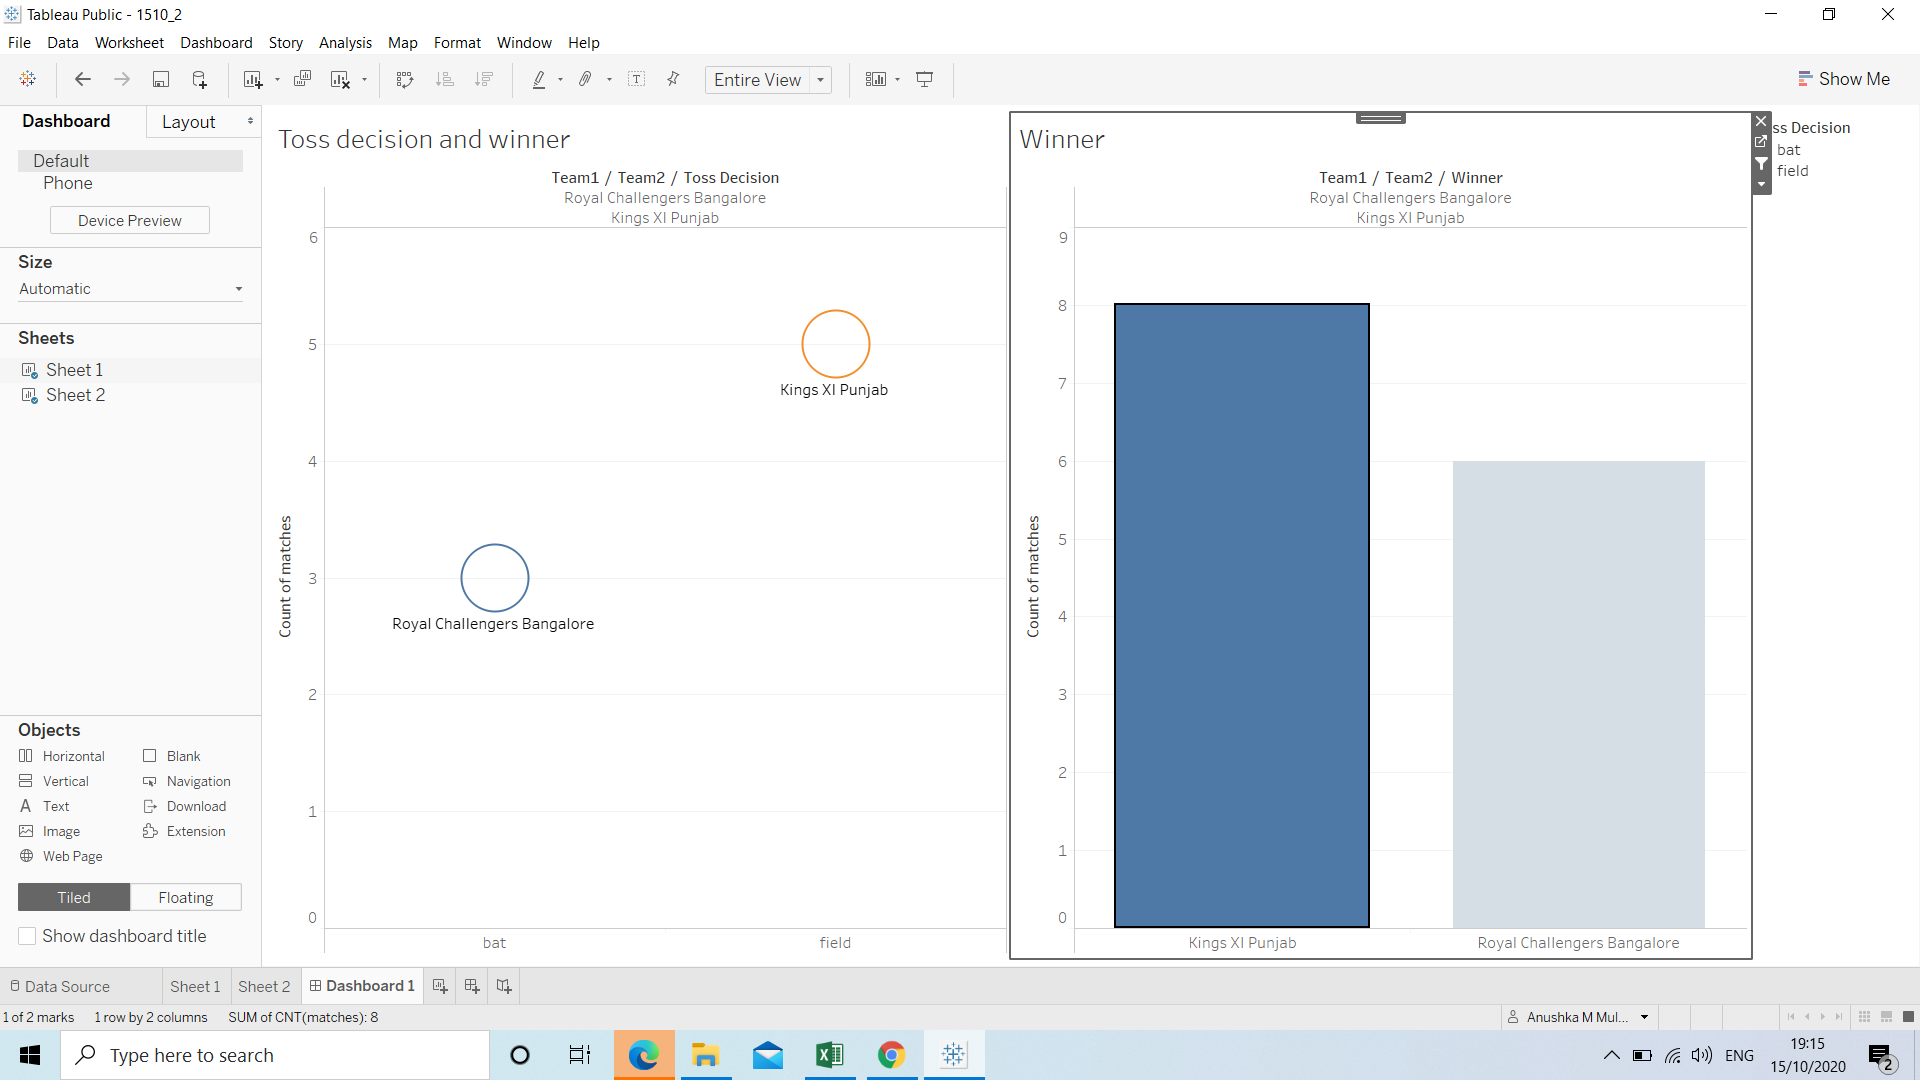 Tableau Public - 1510_2
File Data Worksheet Dashboard Story Analysis Map Format Window Help
Entire View
Show Me
Dashboard
Layout
Default
Phone
Device Preview
Size
Automatic
Sheets
Sheet 1
Sheet 2
Objects
Horizontal
Blank
Vertical
Navigation
Text
Download
Image
Extension
Web Page
Tiled
Floating
Show dashboard title
Toss decision and winner
Team1 / Team2 / Toss Decision
Royal Challengers Bangalore
Kings XI Punjab
6
5
4
3
2
1
0
Count of matches
Kings XI Punjab
Royal Challengers Bangalore
bat
field
Winner
Team1 / Team2 / Winner
Royal Challengers Bangalore
Kings XI Punjab
9
8
7
6
5
4
3
2
1
0
Count of matches
Kings XI Punjab
Royal Challengers Bangalore
ss Decision
bat
field
Data Source
Sheet 1
Sheet 2
Dashboard 1
1 of 2 marks
1 row by 2 columns
SUM of CNT(matches): 8
Anushka M Mul...
Type here to search
ENG
19:15
15/10/2020
2